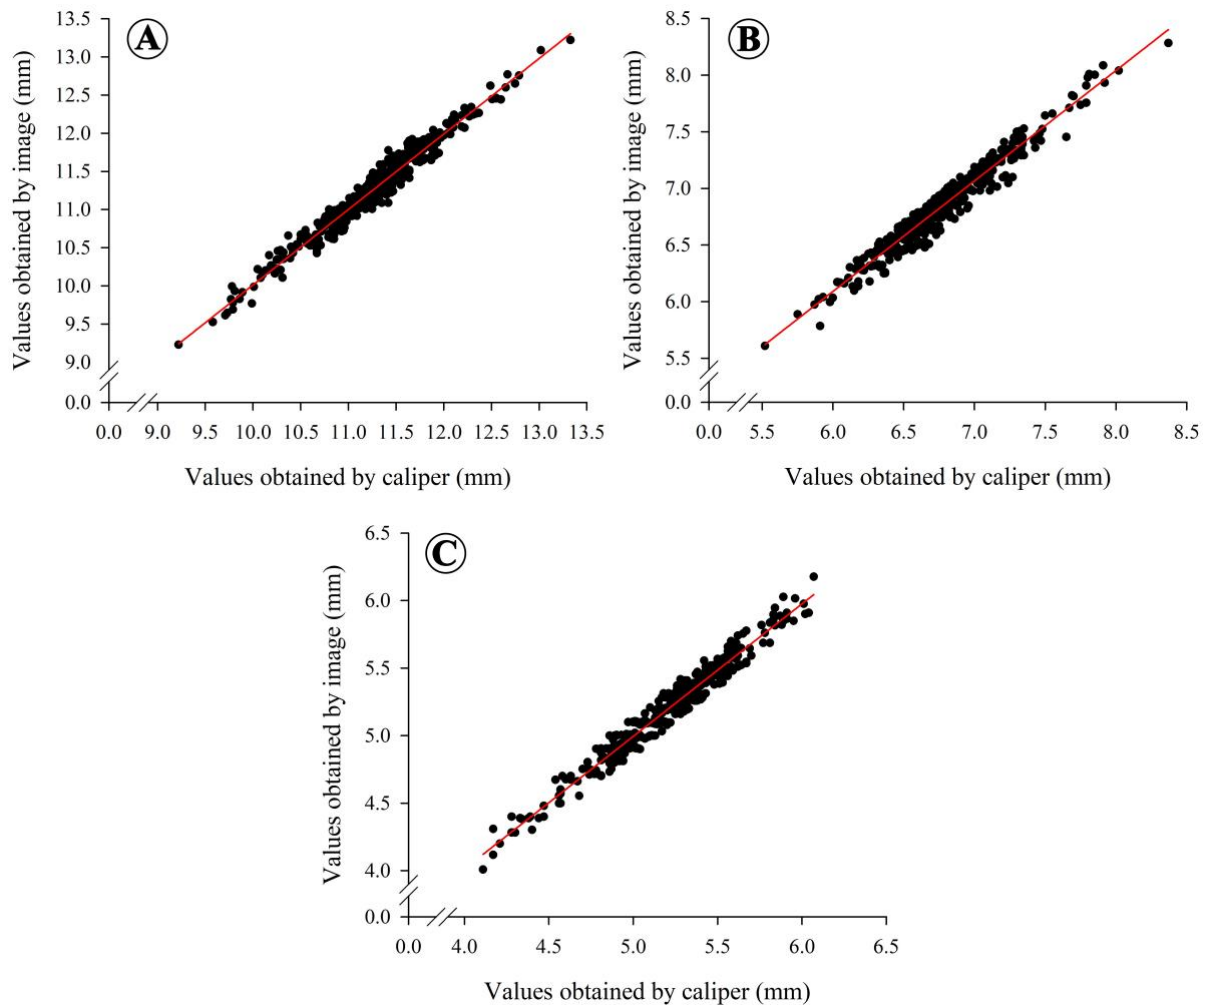 A
13.5
13.0
12.5
12.0
11.5
11.0
10.5
10.0
9.5
9.0
0.0
Values obtained by image (mm)
0.0 9.0 9.5 10.0 10.5 11.0 11.5 12.0 12.5 13.0 13.5
Values obtained by caliper (mm)
B
8.5
8.0
7.5
7.0
6.5
6.0
5.5
0.0
Values obtained by image (mm)
0.0 5.5 6.0 6.5 7.0 7.5 8.0 8.5
Values obtained by caliper (mm)
C
6.5
6.0
5.5
5.0
4.5
4.0
0.0
Values obtained by image (mm)
0.0 4.0 4.5 5.0 5.5 6.0 6.5
Values obtained by caliper (mm)